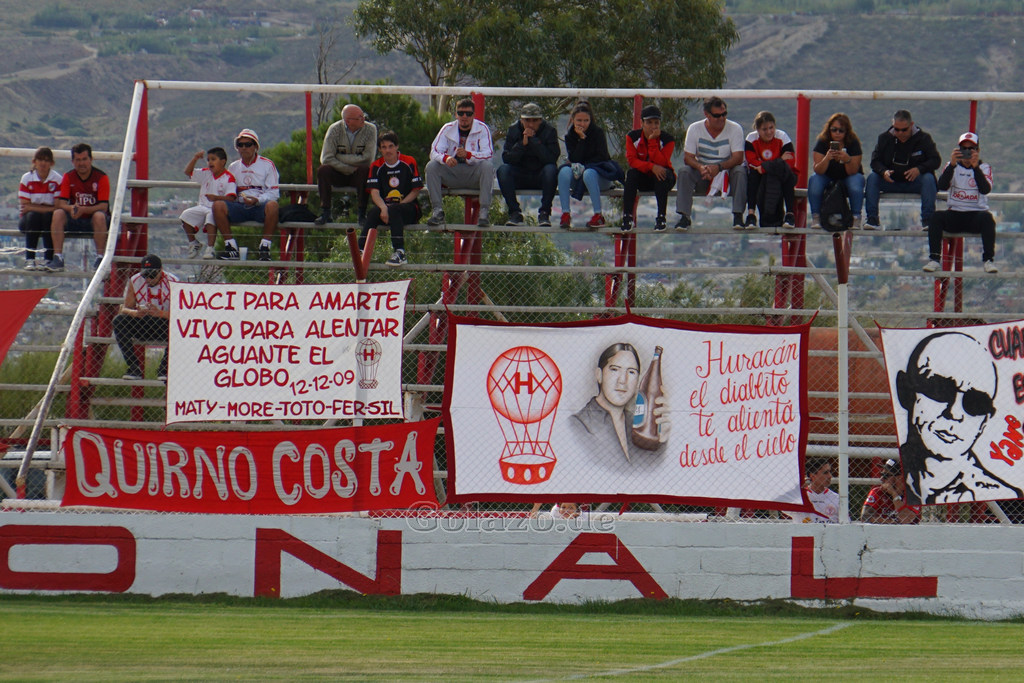 NACI PARA AMARTE
VIVO PARA ALENTAR
AGUANTE EL
GLOBO 12-12-09
MATY-MORE-TOTO-FER-SIL
QUIRNO COSTA
H
Huracán
el diablito
te alienta
desde el cielo
Golazo.de
ONAL